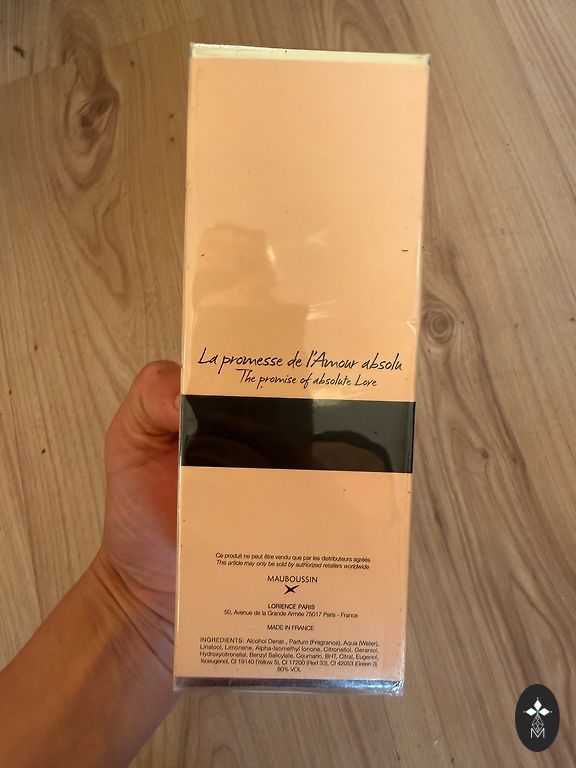 La promesse de l'Amour absolu
The promise of absolute Love
Ce produit ne peut être vendu que par les distributeurs agréés
This article may only be sold by authorized retailers worldwide
MAUBOUSSIN
LORIENCE PARIS
50, Avenue de la Grande Armée 75017 Paris - France
MADE IN FRANCE
INGREDIENTS: Alcohol Denat., Parfum (Fragrance), Aqua (Water),
Linalool, Limonene, Alpha-Isomethyl Ionone, Citronellol, Geraniol,
Hydroxycitronellal, Benzyl Salicylate, Coumarin, BHT, Citral, Eugenol,
Isoeugenol, CI 19140 (Yellow 5), CI 17200 (Red 33), CI 42053 (Green 3)
80% VOL
M